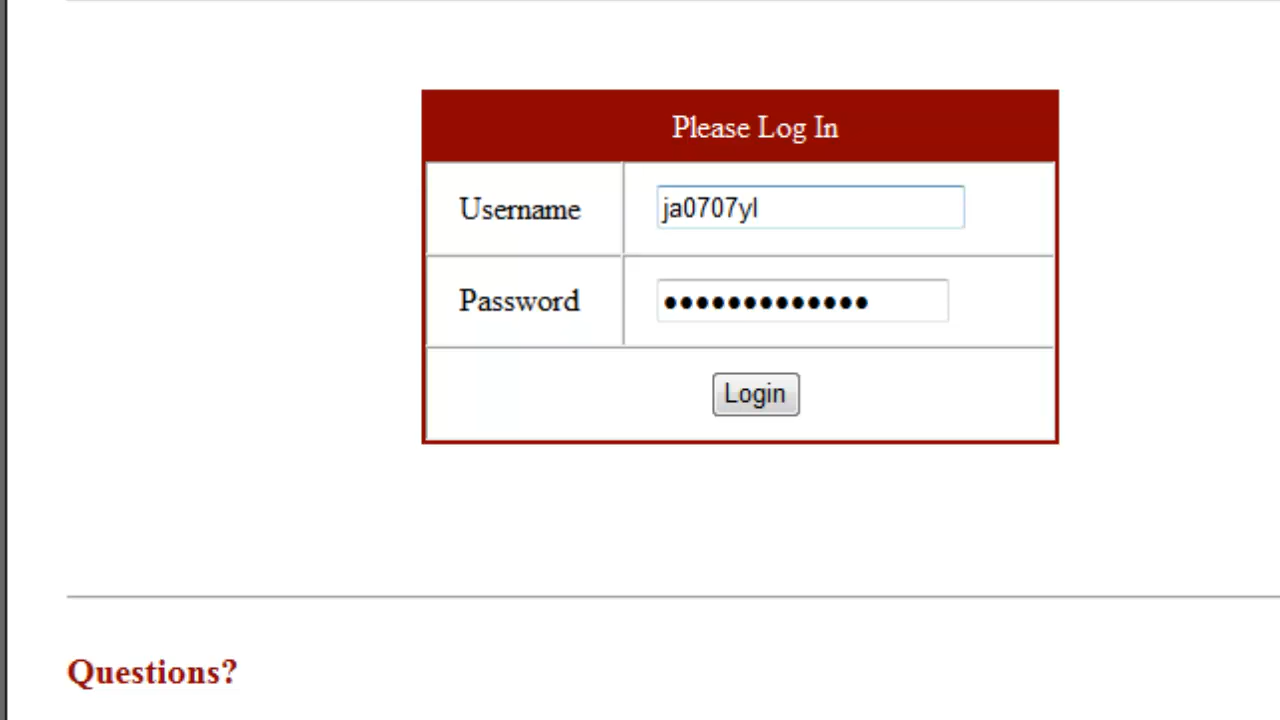 Please Log In
Username ja0707yl
Password •••••••••••••
Login
Questions?